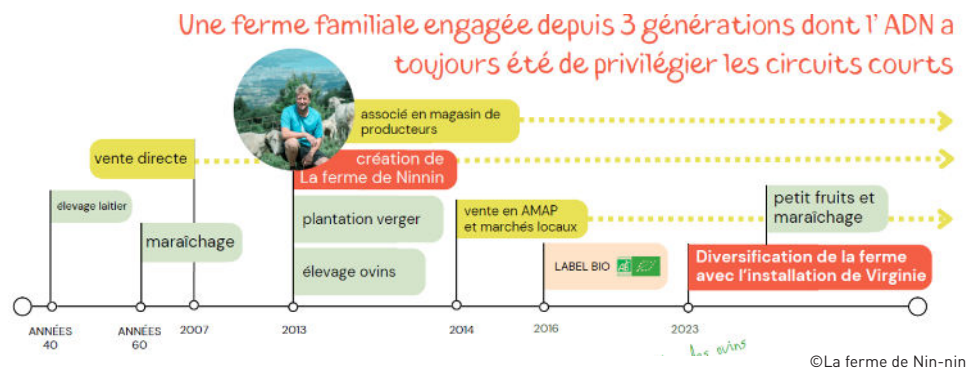 Une ferme familiale engagée depuis 3 générations dont l'ADN a
toujours été de privilégier les circuits courts
associé en magasin de
producteurs
vente directe
création de
La ferme de Ninnin
élevage laitier
maraîchage
plantation verger
élevage ovins
vente en AMAP
et marchés locaux
LABEL BIO
AB
petit fruits et
maraîchage
Diversification de la ferme
avec l'installation de Virginie
ANNÉES
40
ANNÉES
60
2007
2013
2014
2016
2023
les ovins
©La ferme de Nin-nin